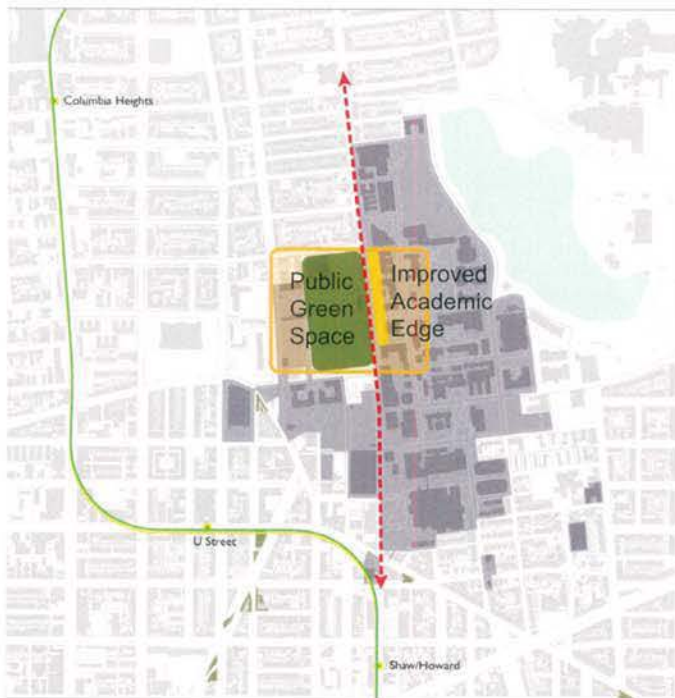 Columbia Heights
Public
Green
Space
Improved
Academic
Edge
U Street
Shaw/Howard